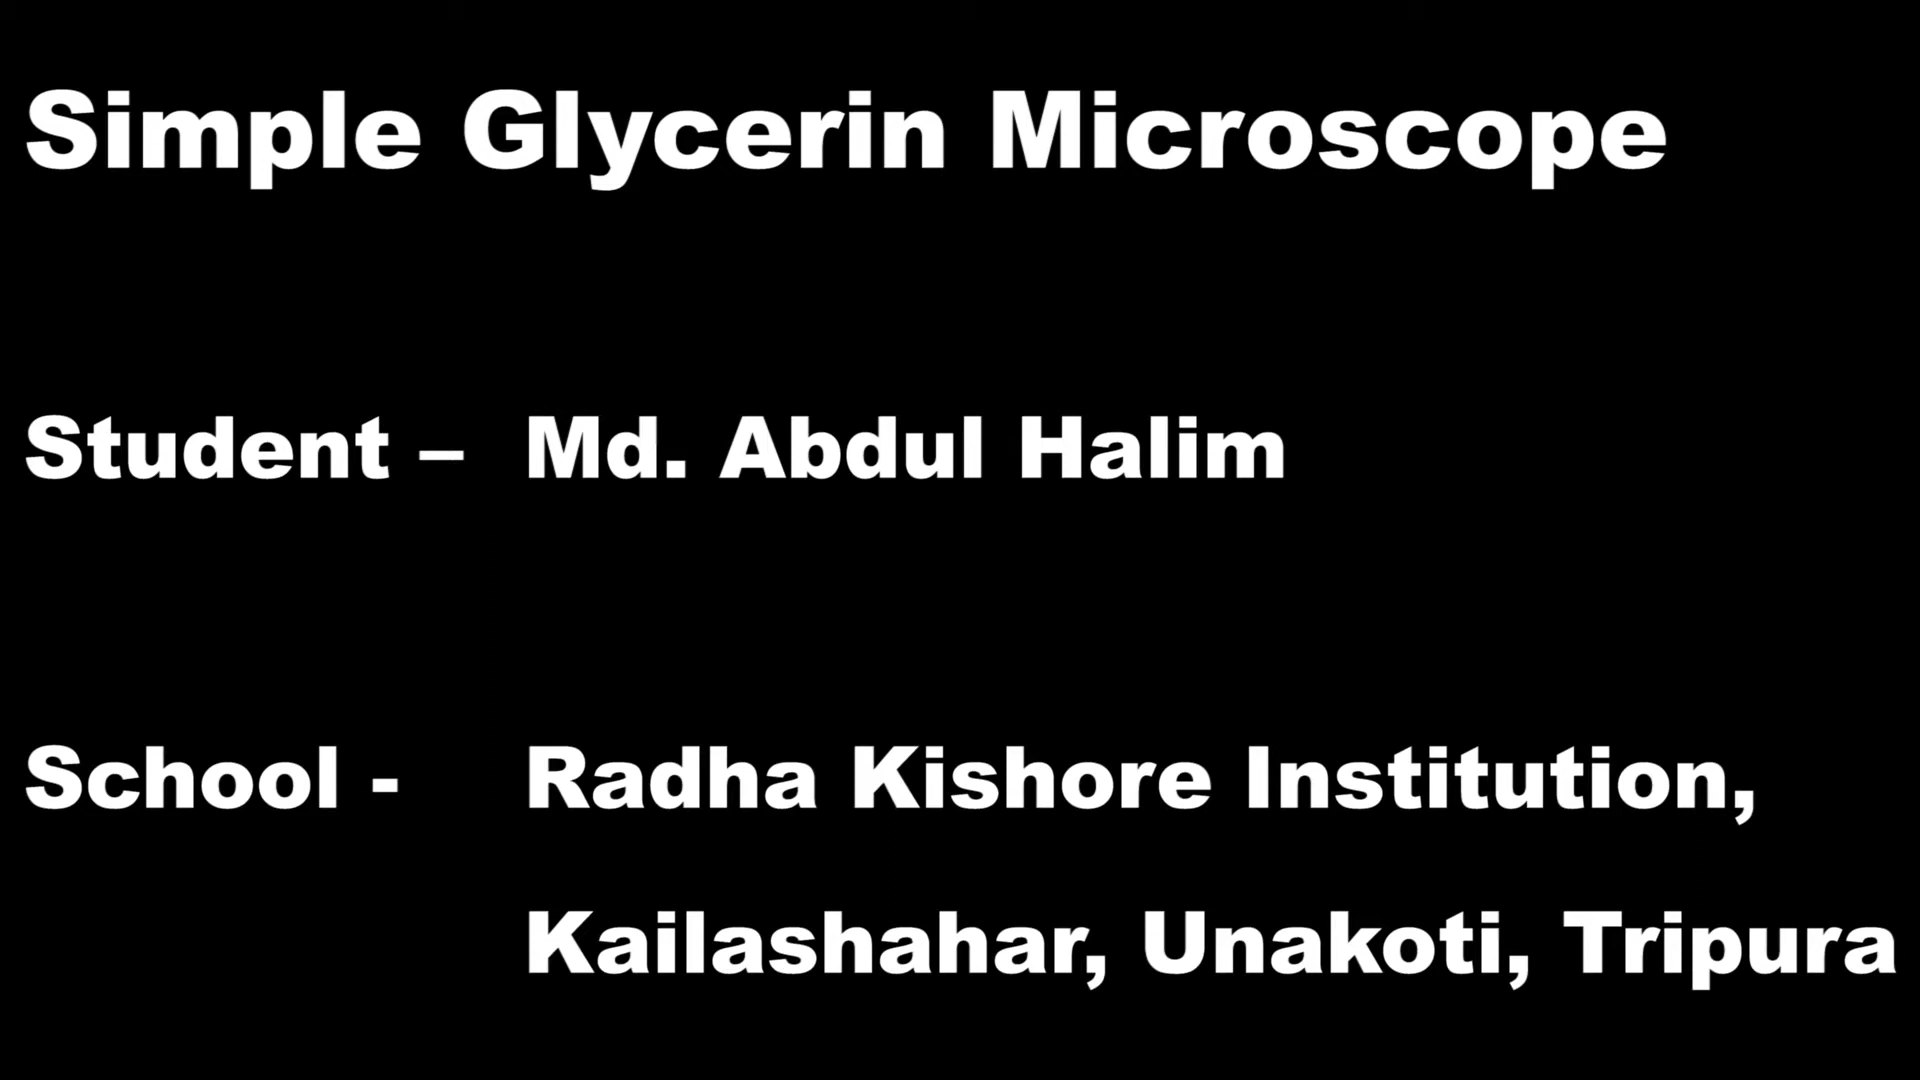 Simple Glycerin Microscope
Student – Md. Abdul Halim
School - Radha Kishore Institution,
Kailashahar, Unakoti, Tripura